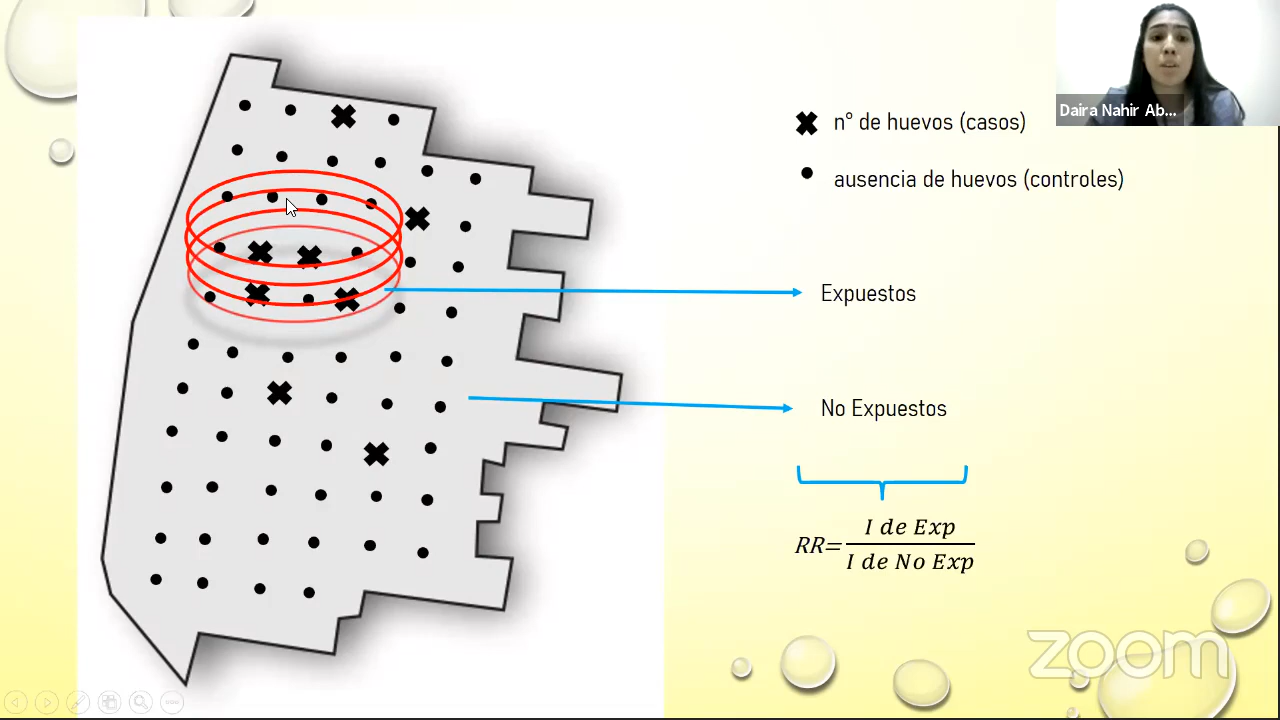 Daira Nahir Ab...
n° de huevos (casos)
ausencia de huevos (controles)
Expuestos
No Expuestos
RR= I de Exp
I de No Exp
zoom